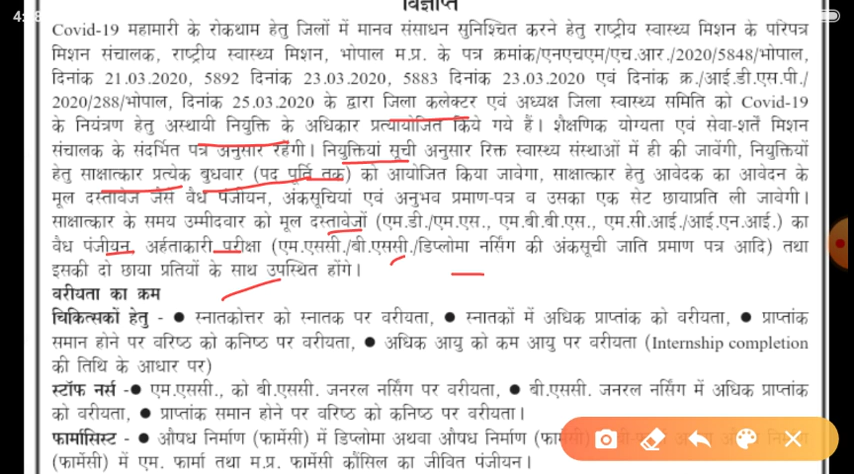 विज्ञप्ति
Covid-19 महामारी के रोकथाम हेतु जिलों में मानव संसाधन सुनिश्चित करने हेतु राष्ट्रीय स्वास्थ्य मिशन के परिपत्र
मिशन संचालक, राष्ट्रीय स्वास्थ्य मिशन, भोपाल म.प्र. के पत्र क्रमांक/एनएचएम/एच.आर./2020/5848/भोपाल,
दिनांक 21.03.2020, 5892 दिनांक 23.03.2020, 5883 दिनांक 23.03.2020 एवं दिनांक क्र./आई.डी.एस.पी./
2020/288/भोपाल, दिनांक 25.03.2020 के द्वारा जिला कलेक्टर एवं अध्यक्ष जिला स्वास्थ्य समिति को Covid-19
के नियंत्रण हेतु अस्थायी नियुक्ति के अधिकार प्रत्यायोजित किये गये हैं। शैक्षणिक योग्यता एवं सेवा-शर्तें मिशन
संचालक के संदर्भित पत्र अनुसार रहेंगी। नियुक्तियां सूची अनुसार रिक्त स्वास्थ्य संस्थाओं में ही की जावेंगी, नियुक्तियों
हेतु साक्षात्कार प्रत्येक बुधवार (पद पूर्ति तक) को आयोजित किया जावेगा, साक्षात्कार हेतु आवेदक का आवेदन के
मूल दस्तावेज जैसे वैध पंजीयन, अंकसूचियां एवं अनुभव प्रमाण-पत्र व उसका एक सेट छायाप्रति ली जावेगी।
साक्षात्कार के समय उम्मीदवार को मूल दस्तावेजों (एम.डी./एम.एस., एम.बी.बी.एस., एम.सी.आई./आई.एन.आई.) का
वैध पंजीयन, अर्हताकारी परीक्षा (एम.एससी./बी.एससी./डिप्लोमा नर्सिंग की अंकसूची जाति प्रमाण पत्र आदि) तथा
इसकी दो छाया प्रतियों के साथ उपस्थित होंगे।
वरीयता का क्रम
चिकित्सकों हेतु - ● स्नातकोत्तर को स्नातक पर वरीयता, ● स्नातकों में अधिक प्राप्तांक को वरीयता, ● प्राप्तांक
समान होने पर वरिष्ठ को कनिष्ठ पर वरीयता, ● अधिक आयु को कम आयु पर वरीयता (Internship completion
की तिथि के आधार पर)
स्टॉफ नर्स -● एम.एससी., को बी.एससी. जनरल नर्सिंग पर वरीयता, ● बी.एससी. जनरल नर्सिंग में अधिक प्राप्तांक
को वरीयता, ● प्राप्तांक समान होने पर वरिष्ठ को कनिष्ठ पर वरीयता।
फार्मासिस्ट - ● औषध निर्माण (फार्मेसी) में डिप्लोमा अथवा औषध निर्माण
(फार्मेसी) में एम. फार्मा तथा म.प्र. फार्मेसी कौंसिल का जीवित पंजीयन।